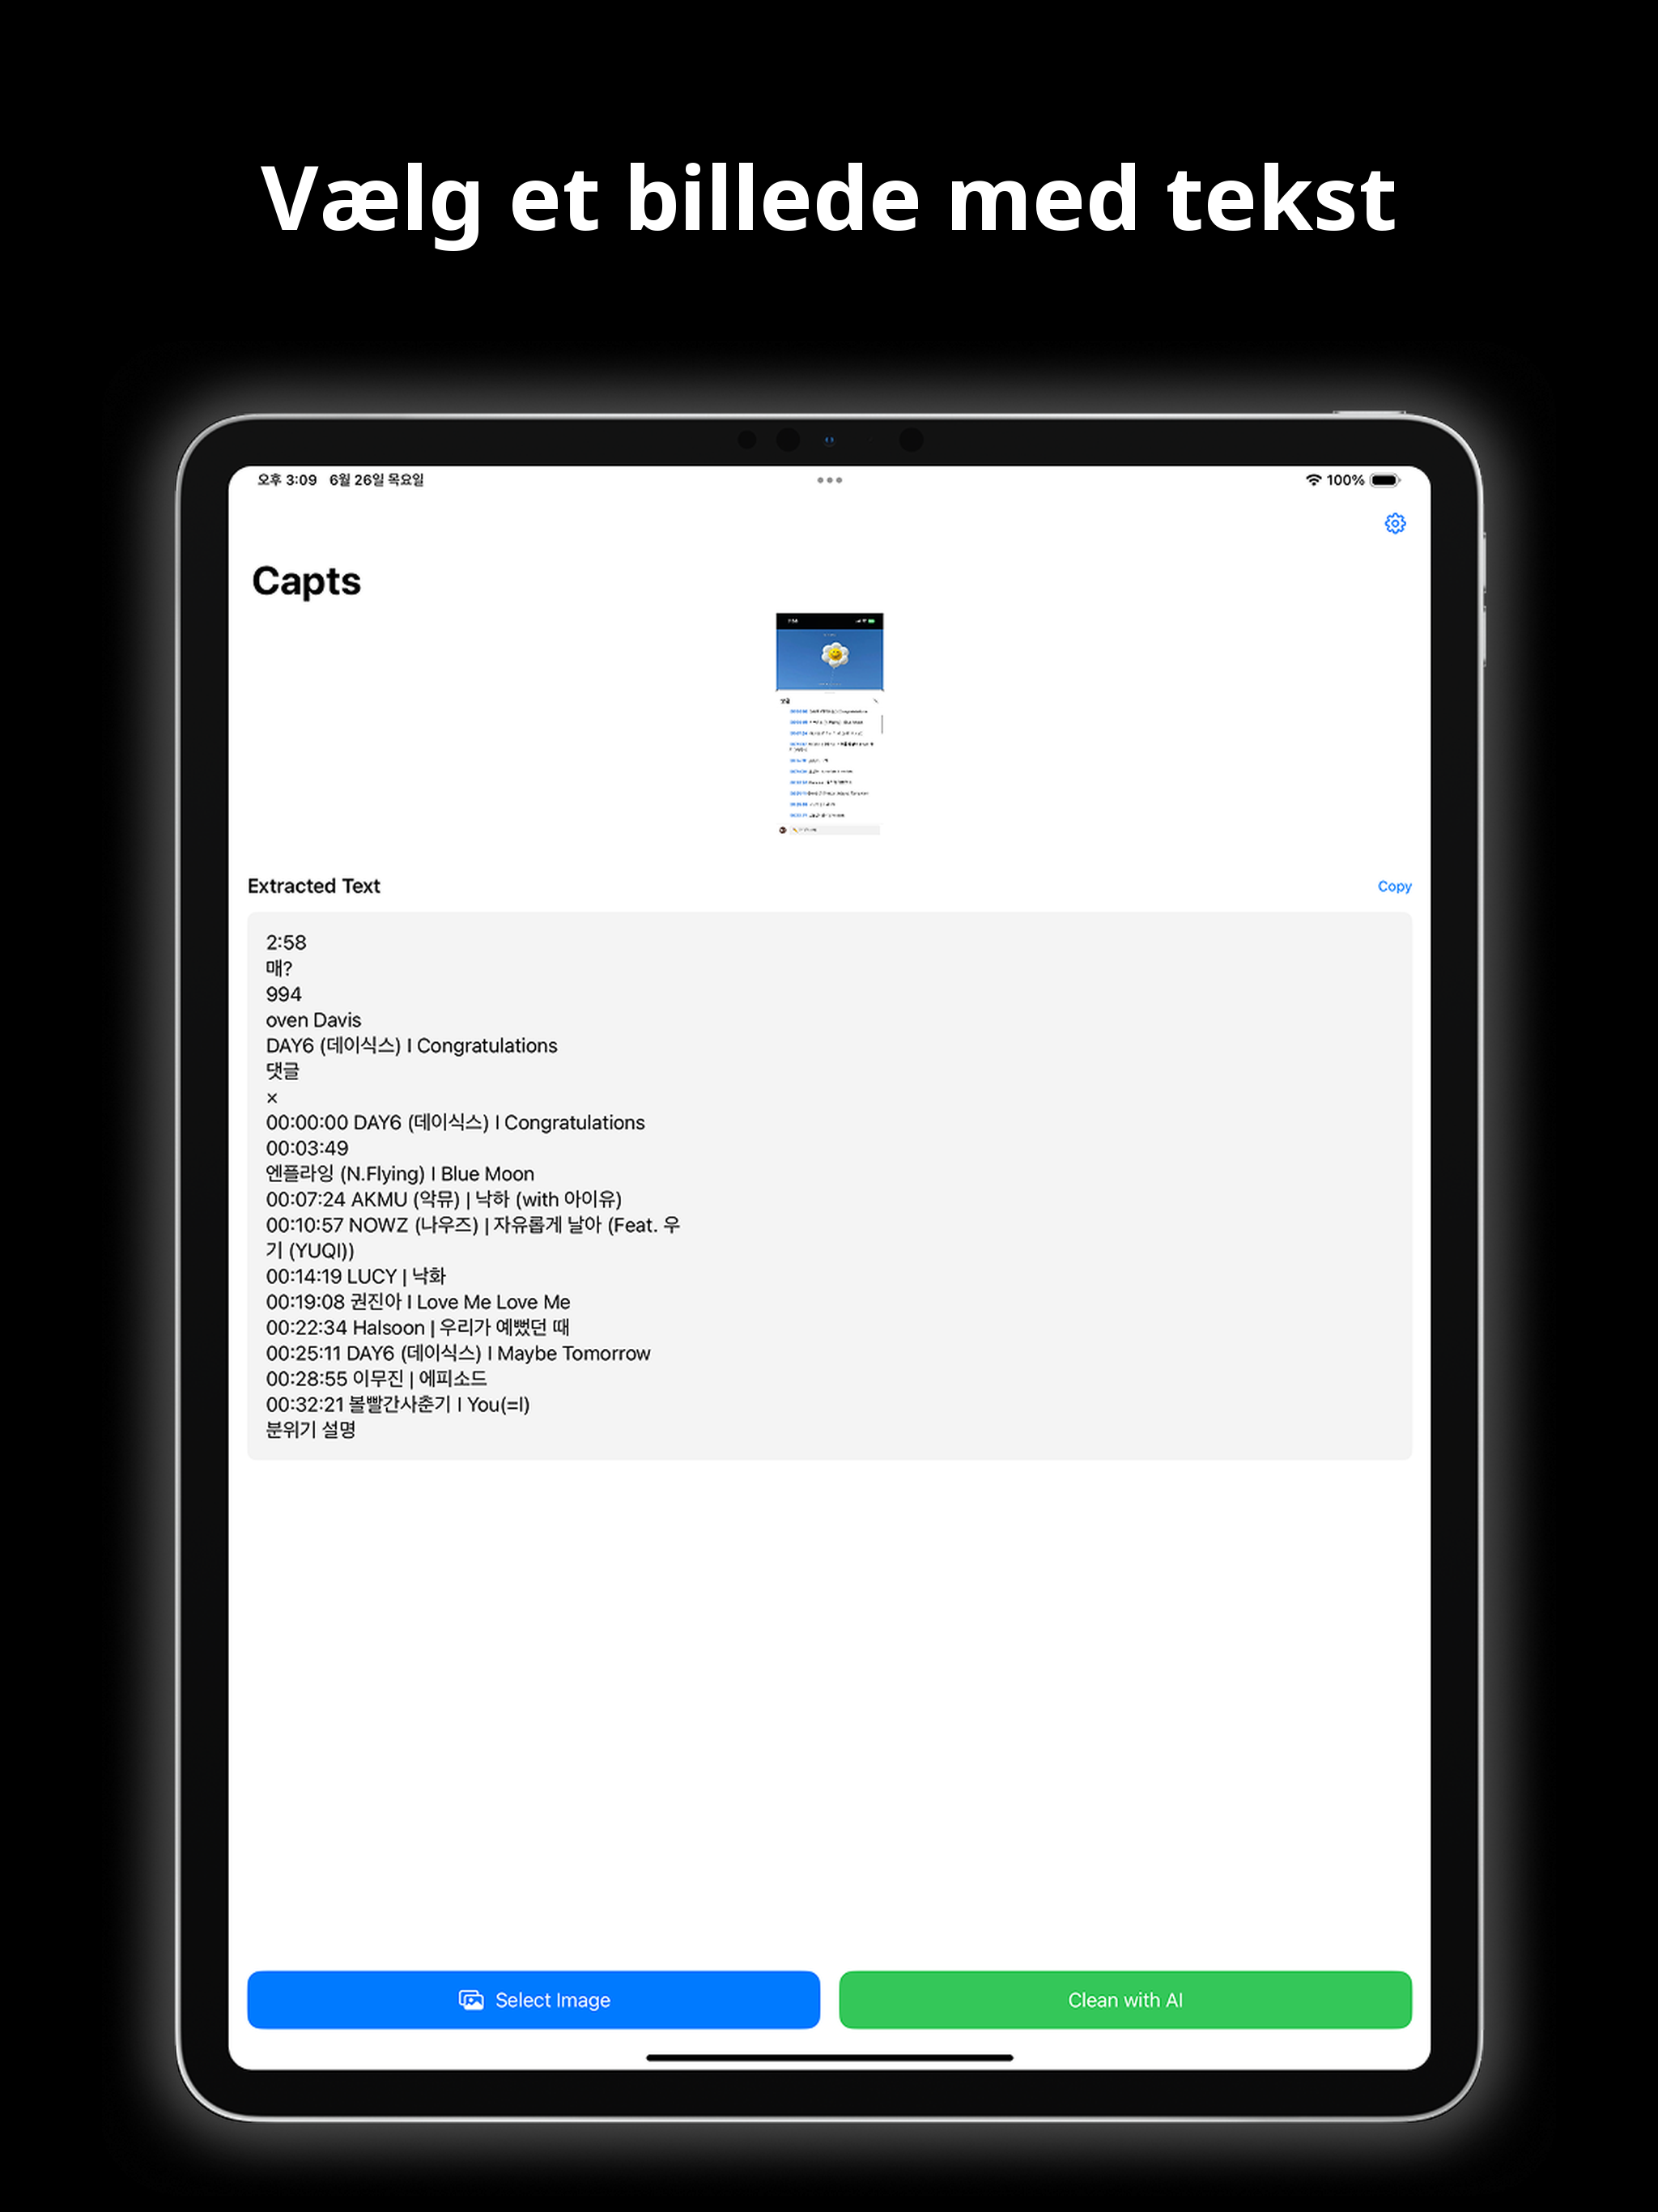 Vælg et billede med tekst
오후 3:09 6월 26일 목요일
100%
Capts
Extracted Text
Copy
2:58
매?
994
oven Davis
DAY6 (데이식스) I Congratulations
댓글
×
00:00:00 DAY6 (데이식스) I Congratulations
00:03:49
엔플라잉 (N.Flying) I Blue Moon
00:07:24 AKMU (악뮤) | 낙하 (with 아이유)
00:10:57 NOWZ (나우즈) | 자유롭게 날아 (Feat. 우
기 (YUQI))
00:14:19 LUCY | 낙화
00:19:08 권진아 I Love Me Love Me
00:22:34 Halsoon | 우리가 예뻤던 때
00:25:11 DAY6 (데이식스) I Maybe Tomorrow
00:28:55 이무진 | 에피소드
00:32:21 볼빨간사춘기 I You(=I)
분위기 설명
Select Image
Clean with AI